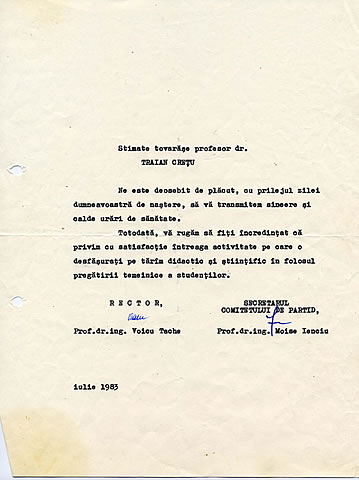 Stimate tovarășe profesor dr.
TRAIAN CREȚU
Ne este deosebit de plăcut, cu prilejul zilei
dumneavoastră de naștere, să vă transmitem sincere și
calde urări de sănătate.
Totodată, vă rugăm să fiți încredințat că
privim cu satisfacție întreaga activitate pe care o
desfășurați pe tărîm didactic și științific în folosul
pregătirii temeinice a studenților.
RECTOR,
Prof.dr.ing. Voicu Tache
SECRETARUL
COMITETULUI DE PARTID,
Prof.dr.ing. Moise Ienciu
iulie 1983